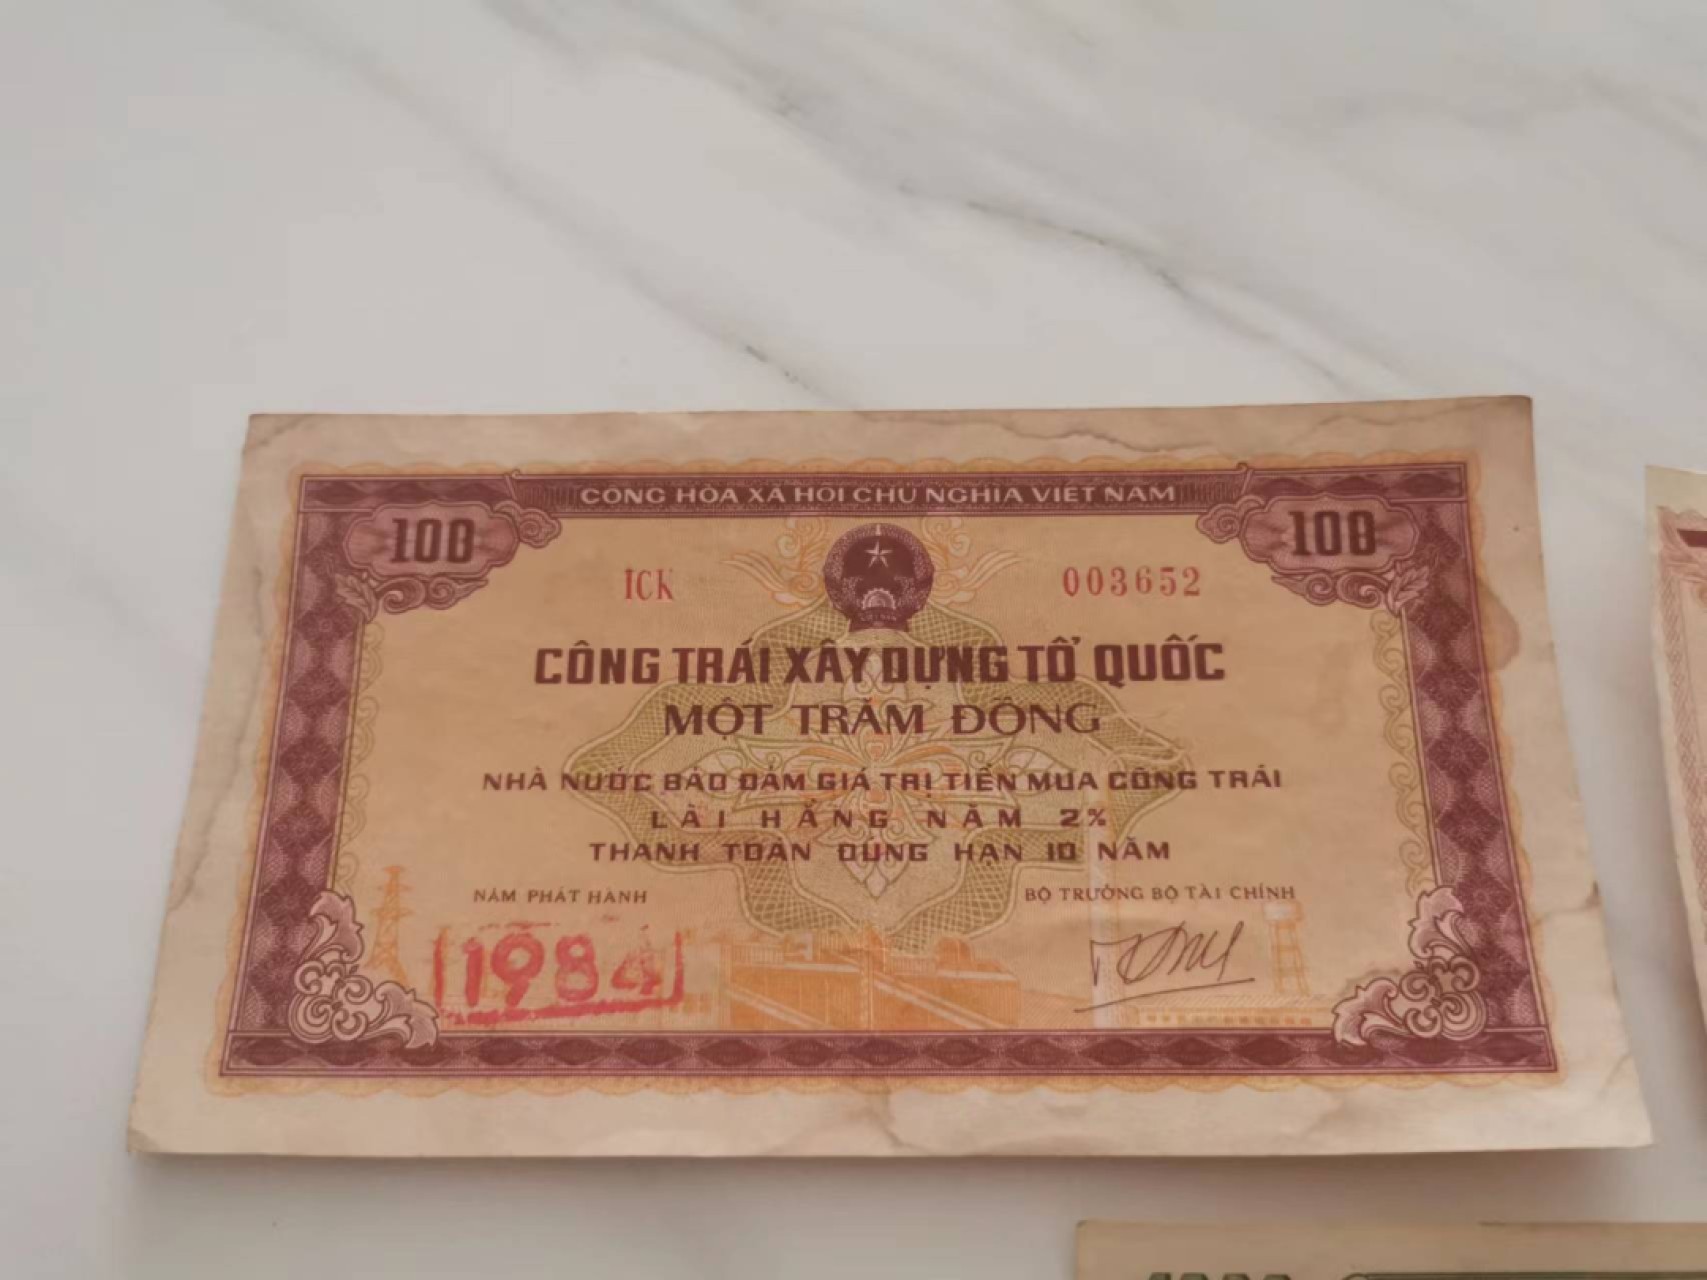 CỘNG HÒA XÃ HỘI CHỦ NGHĨA VIỆT NAM
100 100
ICK 003652
CÔNG TRÁI XÂY DỰNG TỔ QUỐC
MỘT TRĂM ĐỒNG
NHÀ NƯỚC BẢO ĐẢM GIÁ TRỊ TIỀN MUA CÔNG TRÁI
LÃI HẰNG NĂM 2%
THANH TOÁN ĐÚNG HẠN 10 NĂM
NĂM PHÁT HÀNH BỘ TRƯỞNG BỘ TÀI CHÍNH
1984